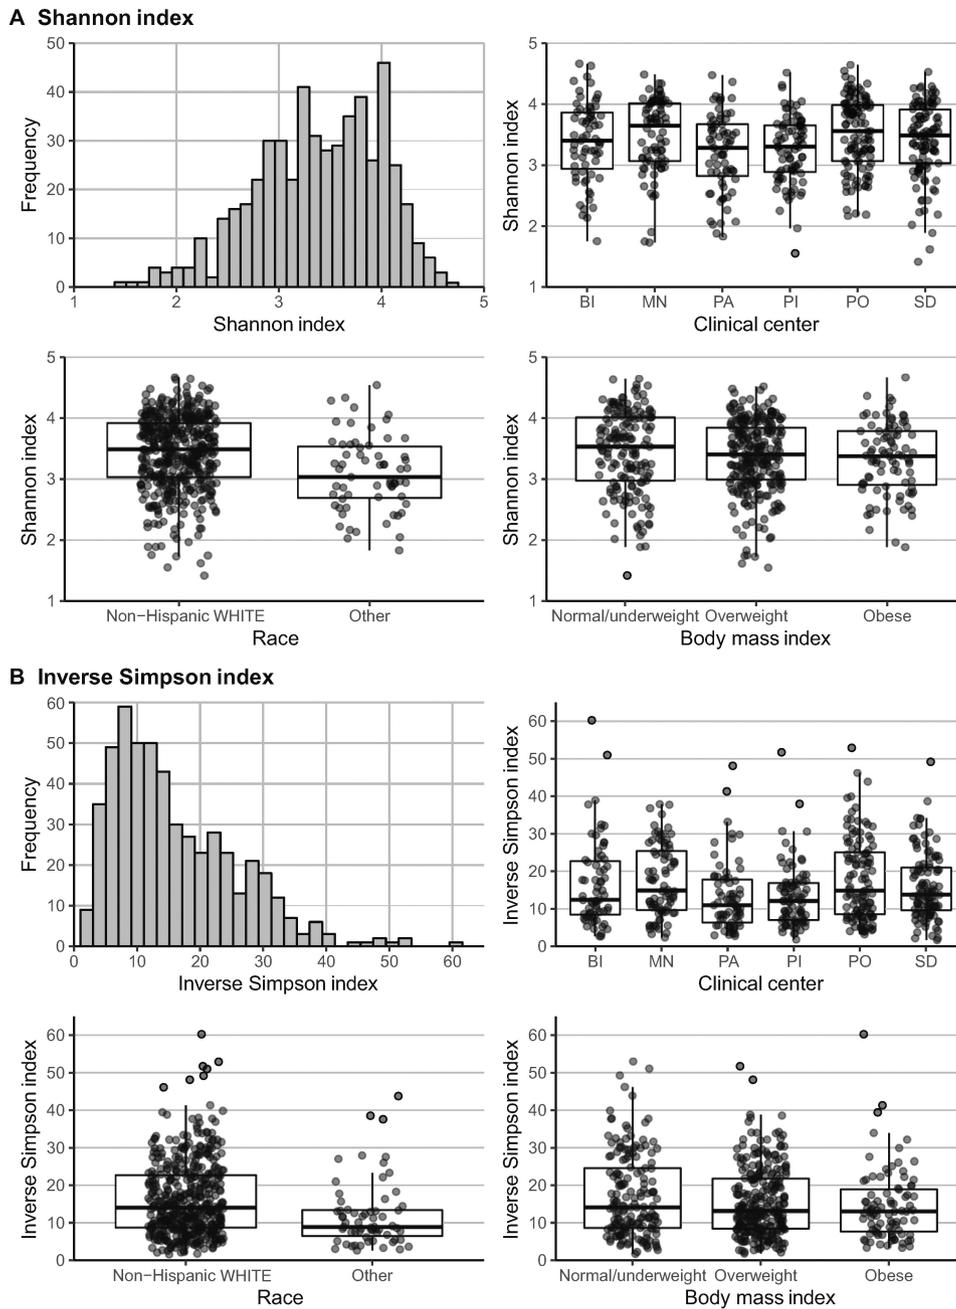 A Shannon index
50
40
30
20
10
0
Frequency
1 2 3 4 5
Shannon index
5
4
3
2
1
Shannon index
BI MN PA PI PO SD
Clinical center
5
4
3
2
1
Shannon index
Non−Hispanic WHITE Other
Race
5
4
3
2
1
Shannon index
Normal/underweight Overweight Obese
Body mass index
B Inverse Simpson index
60
50
40
30
20
10
0
Frequency
0 10 20 30 40 50 60
Inverse Simpson index
60
50
40
30
20
10
0
Inverse Simpson index
BI MN PA PI PO SD
Clinical center
60
50
40
30
20
10
0
Inverse Simpson index
Non−Hispanic WHITE Other
Race
60
50
40
30
20
10
0
Inverse Simpson index
Normal/underweight Overweight Obese
Body mass index